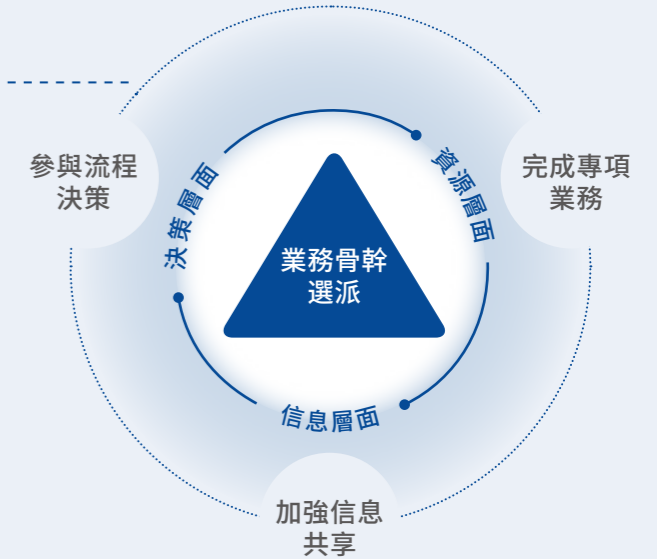 參與流程
決策
決策層面
資源層面
完成專項
業務
業務骨幹
選派
信息層面
加強信息
共享